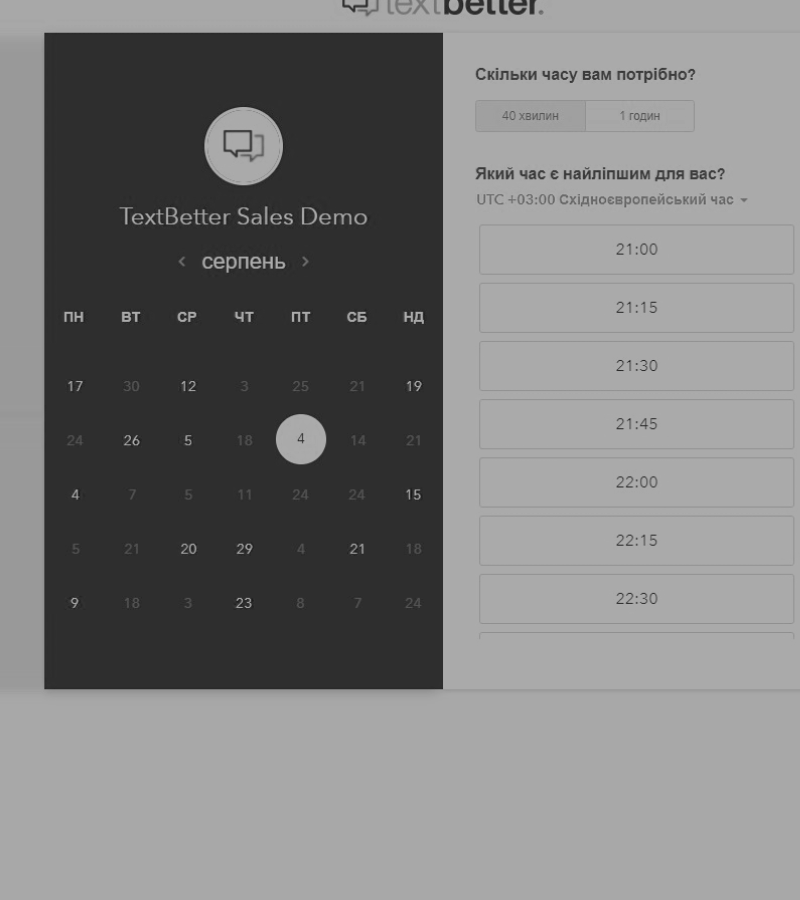 textbetter.
TextBetter Sales Demo
< серпень >
ПН ВТ СР ЧТ ПТ СБ НД
17 30 12 3 25 21 19
24 26 5 18 4 14 21
4 7 5 11 24 24 15
5 21 20 29 4 21 18
9 18 3 23 8 7 24
Скільки часу вам потрібно?
40 хвилин 1 годин
Який час є найліпшим для вас?
UTC +03:00 Східноєвропейський час
21:00
21:15
21:30
21:45
22:00
22:15
22:30